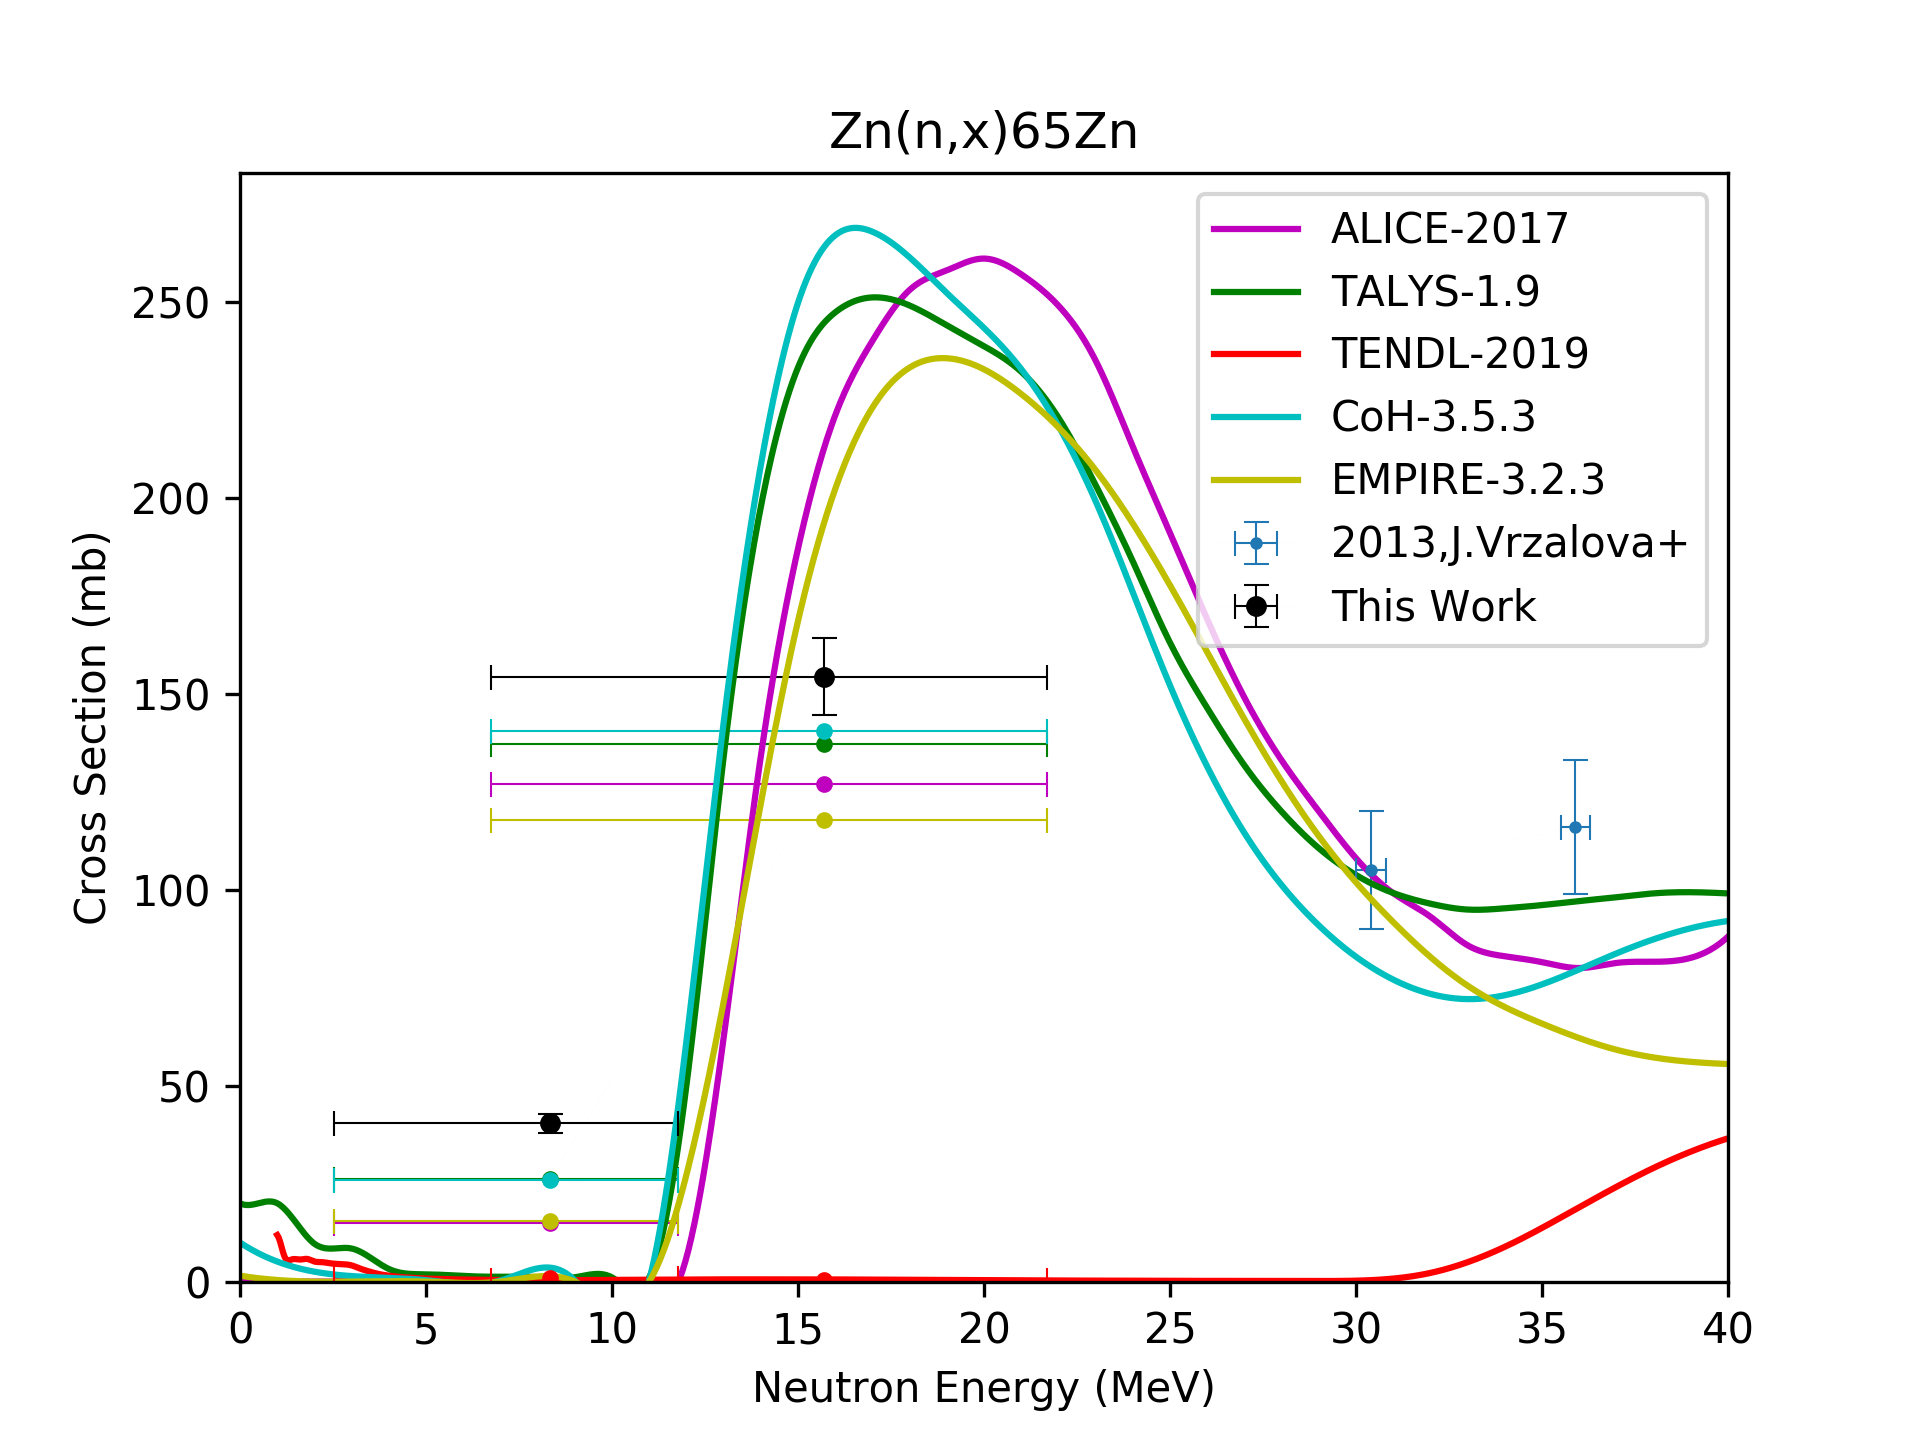 Zn(n,x)65Zn
ALICE-2017
TALYS-1.9
TENDL-2019
CoH-3.5.3
EMPIRE-3.2.3
2013,J.Vrzalova+
This Work
Cross Section (mb)
250
200
150
100
50
0
0 5 10 15 20 25 30 35 40
Neutron Energy (MeV)